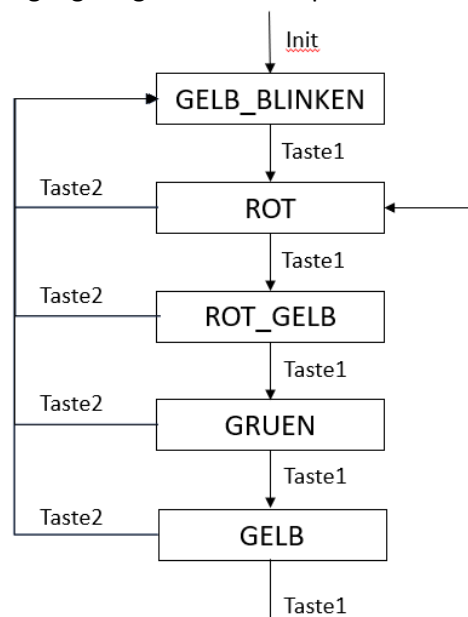 Init
GELB_BLINKEN
Taste1
Taste2
ROT
Taste1
Taste2
ROT_GELB
Taste1
Taste2
GRUEN
Taste1
Taste2
GELB
Taste1